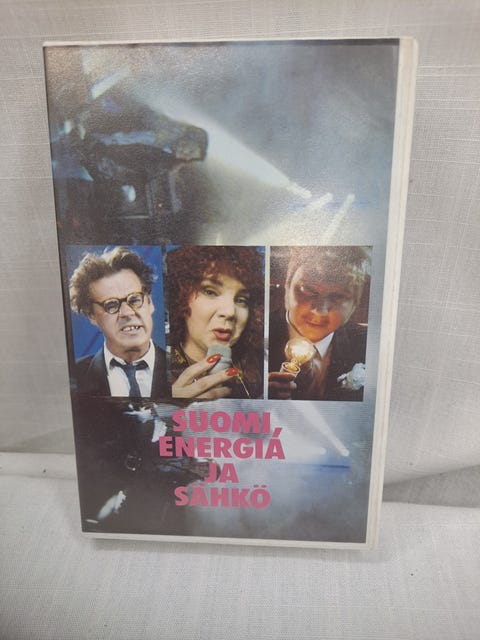 SUOMI,
ENERGIA
JA
SÄHKÖ